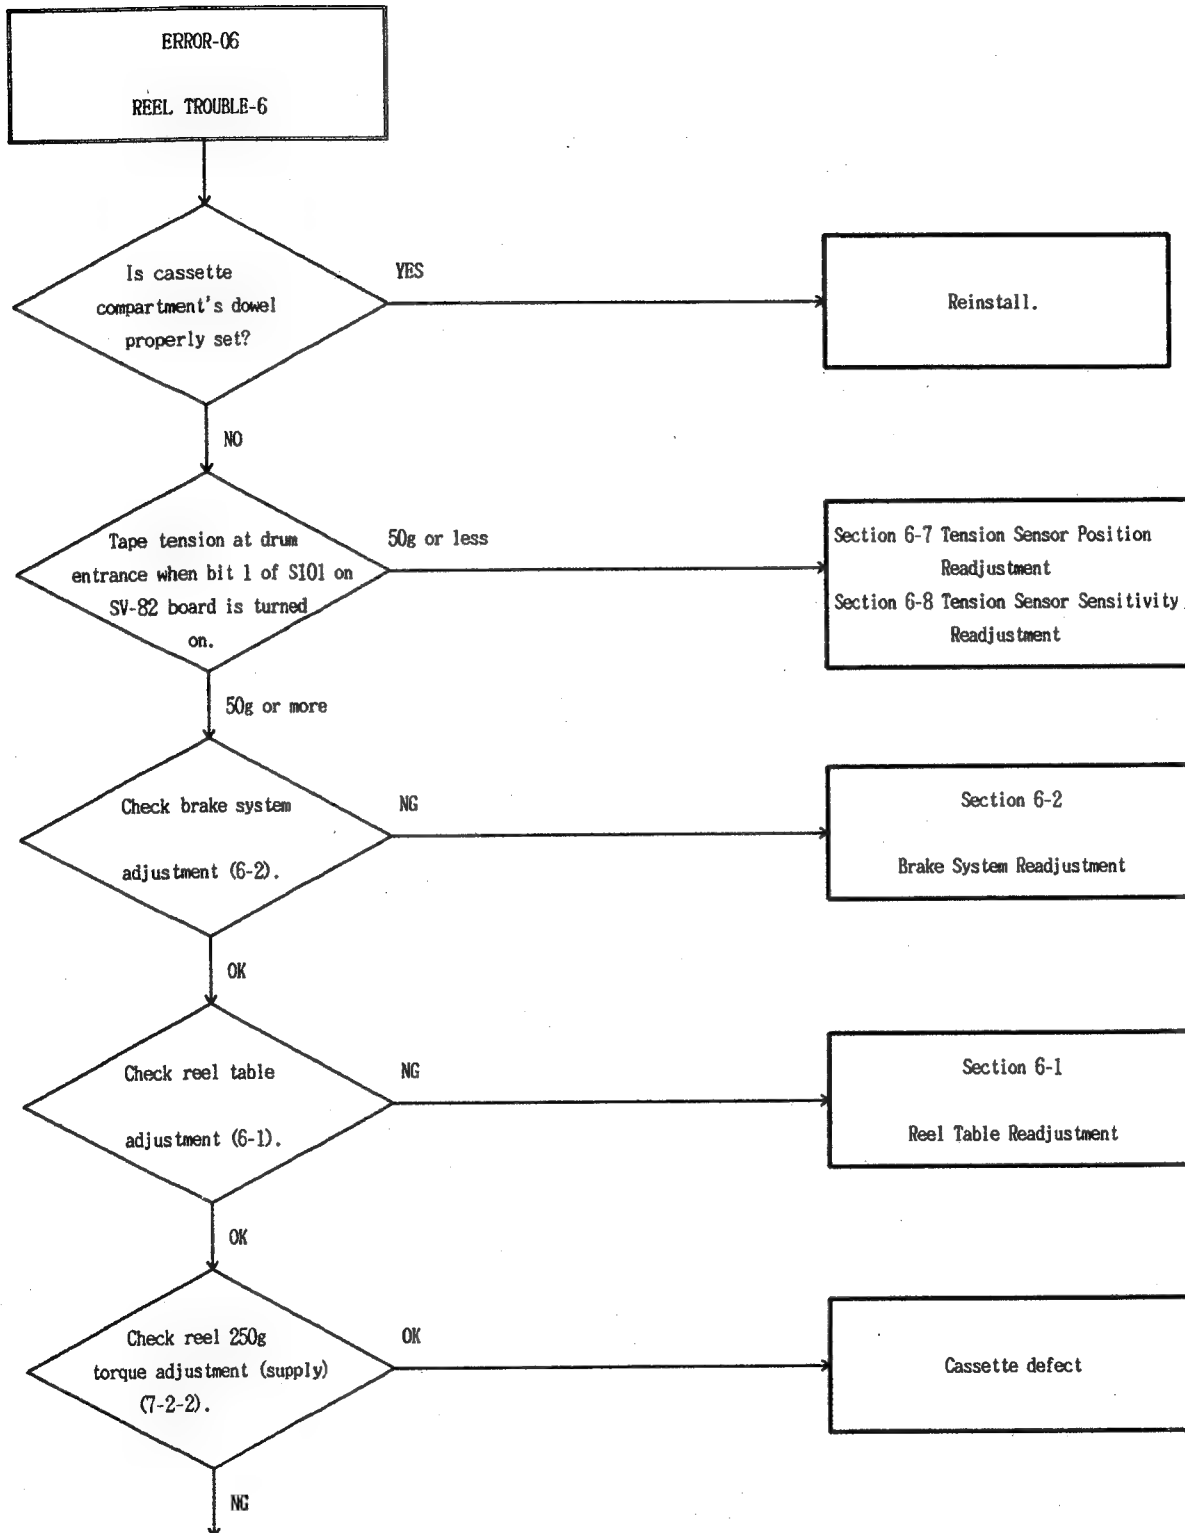 ERROR-06
REEL TROUBLE-6
Is cassette
compartment's dowel
properly set?
YES
Reinstall.
NO
Tape tension at drum
entrance when bit 1 of S101 on
SV-82 board is turned
on.
50g or less
Section 6-7 Tension Sensor Position
Readjustment
Section 6-8 Tension Sensor Sensitivity
Readjustment
50g or more
Check brake system
adjustment (6-2).
NG
Section 6-2
Brake System Readjustment
OK
Check reel table
adjustment (6-1).
NG
Section 6-1
Reel Table Readjustment
OK
Check reel 250g
torque adjustment (supply)
(7-2-2).
OK
Cassette defect
NG